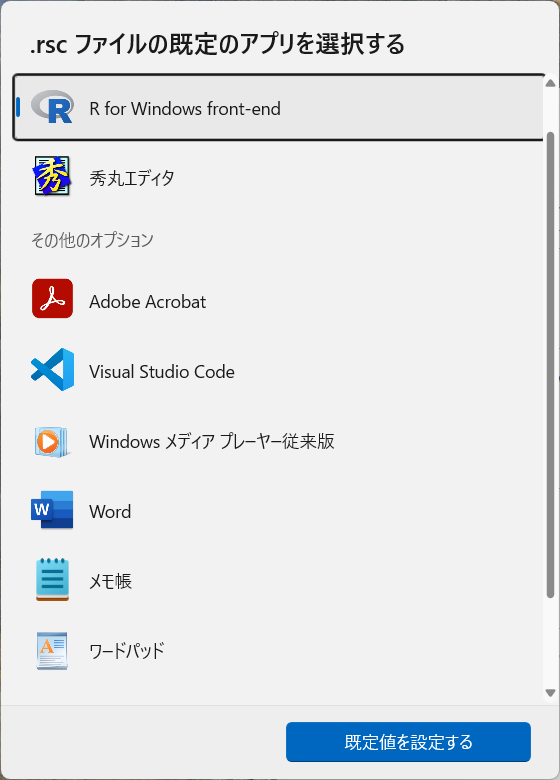 .rsc ファイルの既定のアプリを選択する
R for Windows front-end
秀丸エディタ
その他のオプション
Adobe Acrobat
Visual Studio Code
Windows メディア プレーヤー従来版
Word
メモ帳
ワードパッド
既定値を設定する